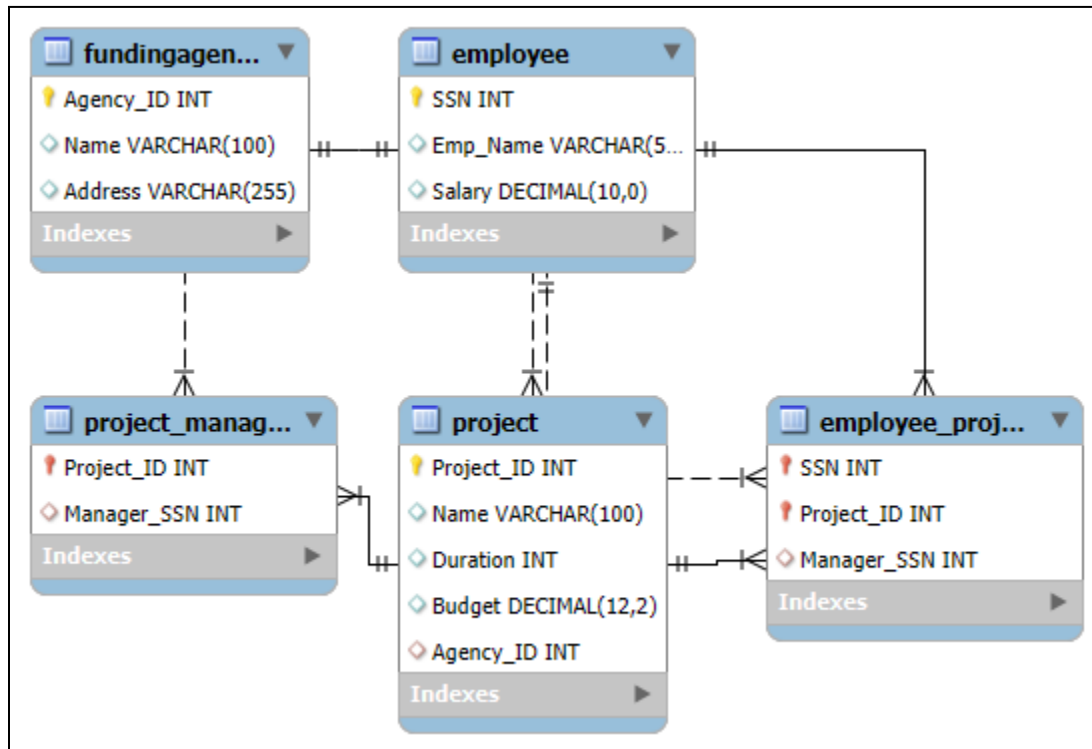 fundingagen...
Agency_ID INT
Name VARCHAR(100)
Address VARCHAR(255)
Indexes
employee
SSN INT
Emp_Name VARCHAR(5...
Salary DECIMAL(10,0)
Indexes
project_manag...
Project_ID INT
Manager_SSN INT
Indexes
project
Project_ID INT
Name VARCHAR(100)
Duration INT
Budget DECIMAL(12,2)
Agency_ID INT
Indexes
employee_proj...
SSN INT
Project_ID INT
Manager_SSN INT
Indexes